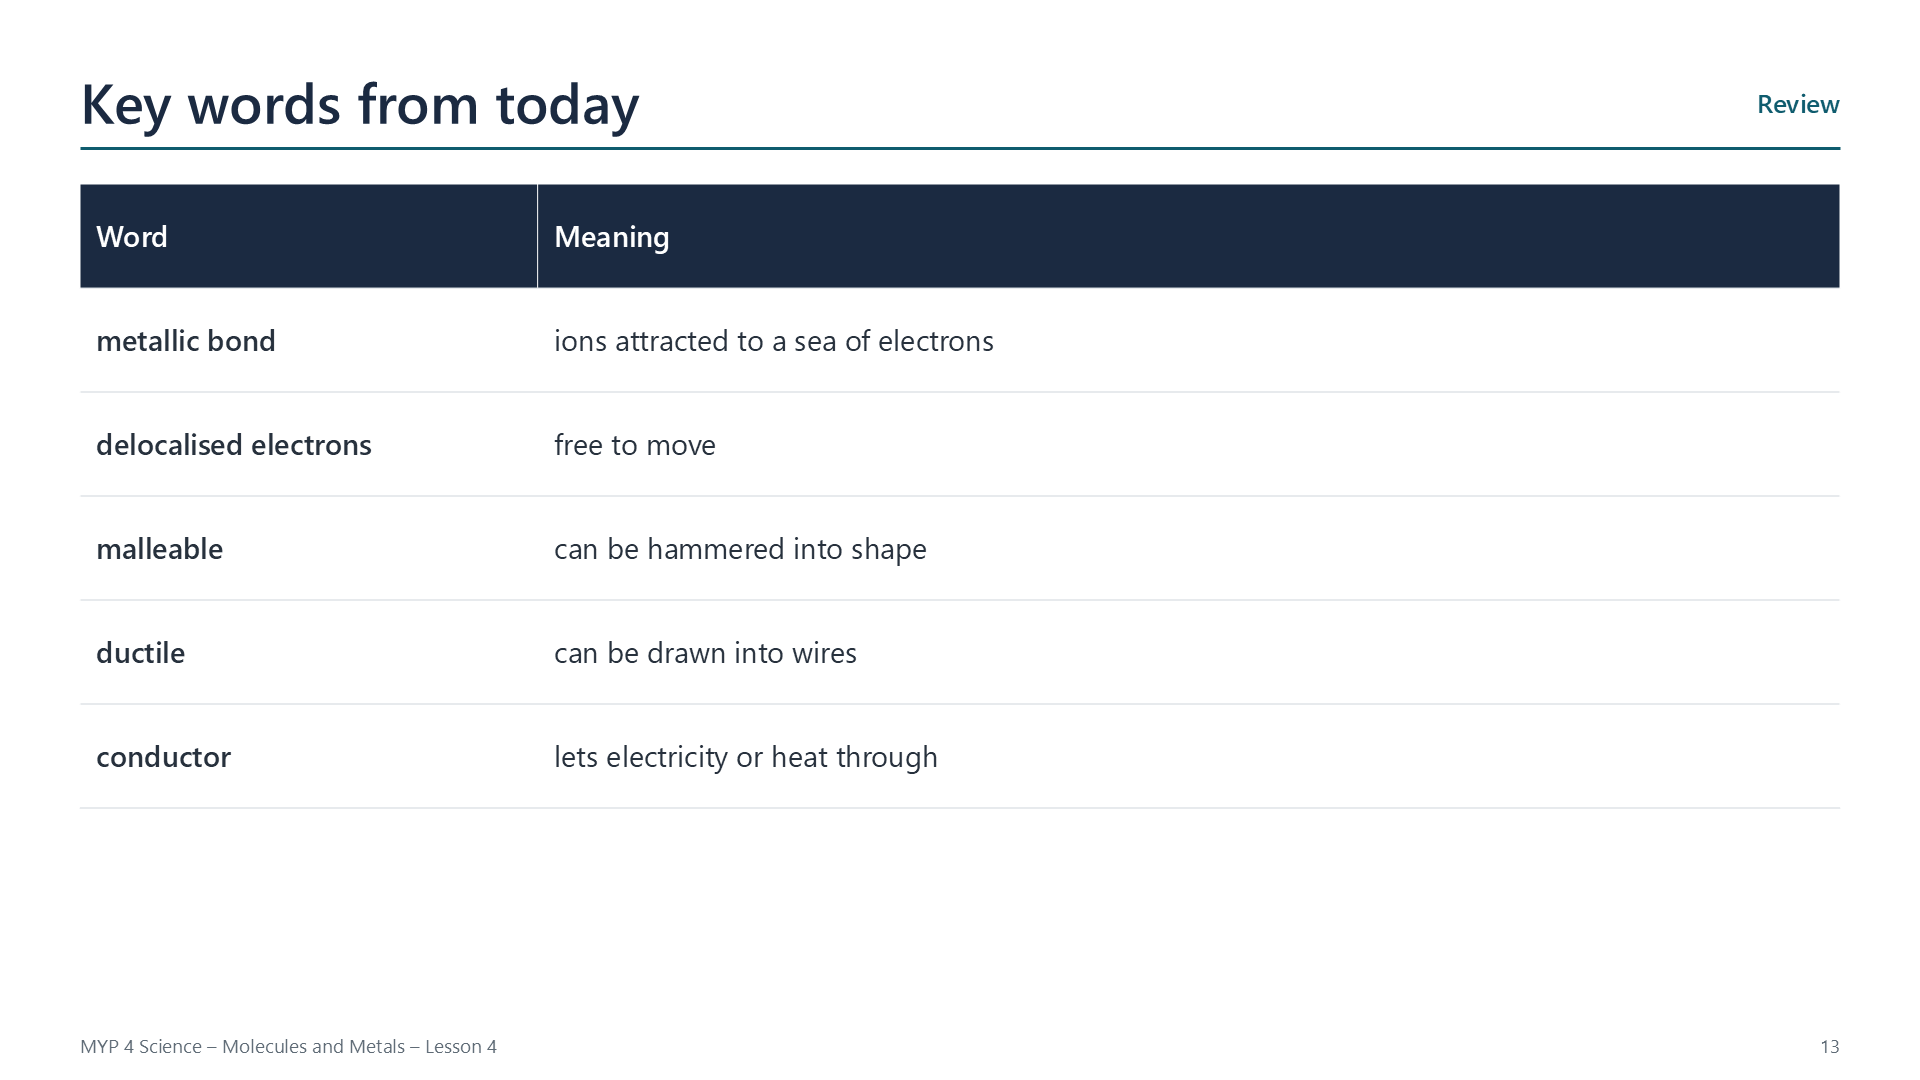 Key words from today
Review
Word Meaning
metallic bond ions attracted to a sea of electrons
delocalised electrons free to move
malleable can be hammered into shape
ductile can be drawn into wires
conductor lets electricity or heat through
MYP 4 Science – Molecules and Metals – Lesson 4
13